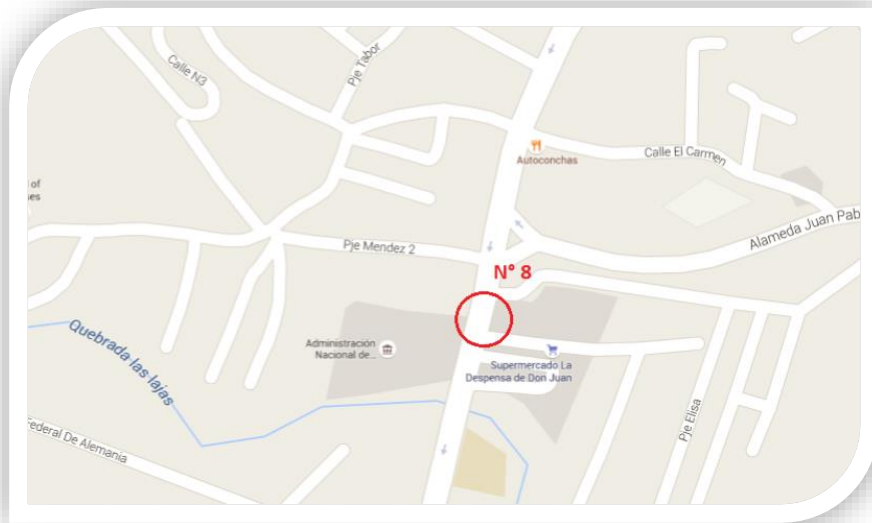 Calle N3
Pje Tabor
Autoconchas
Calle El Carmen
of
Alameda Juan Pab
Pje Mendez 2
N° 8
Quebrada las lajas
Administración
Nacional de...
Supermercado La
Despensa de Don Juan
Pje Elisa
Federal De Alemania